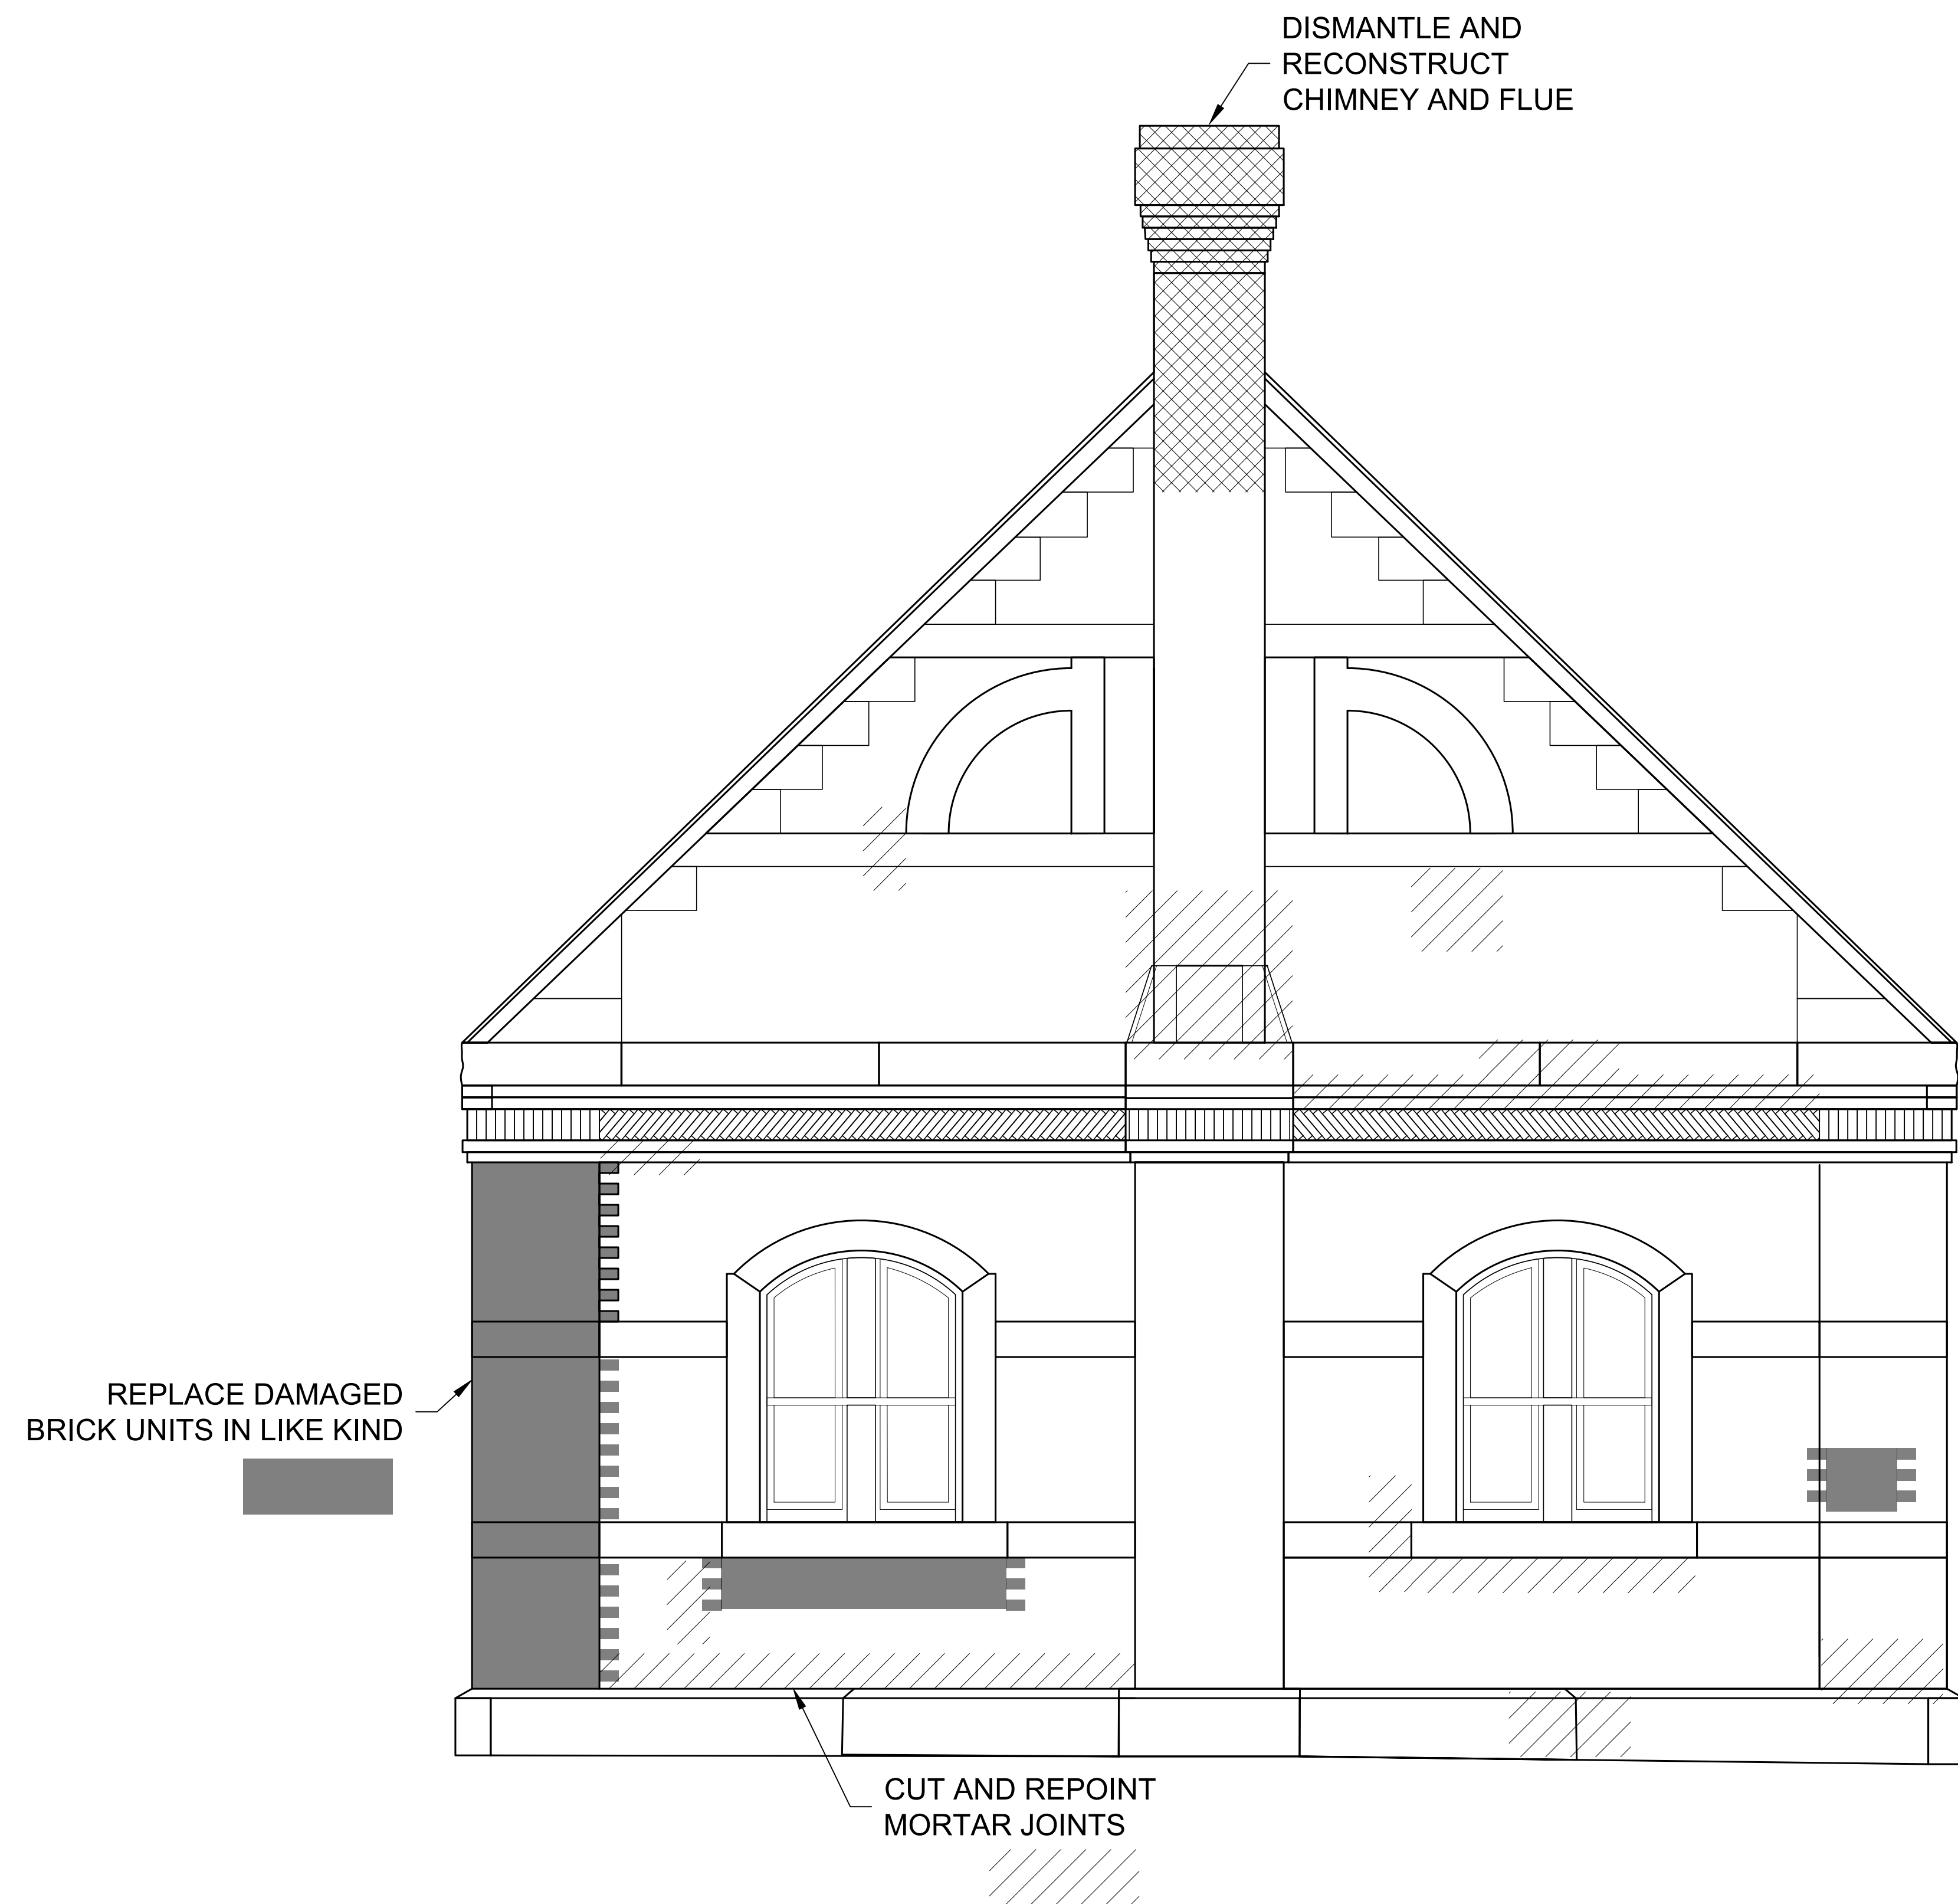 DISMANTLE AND
RECONSTRUCT
CHIMNEY AND FLUE
REPLACE DAMAGED
BRICK UNITS IN LIKE KIND
CUT AND REPOINT
MORTAR JOINTS